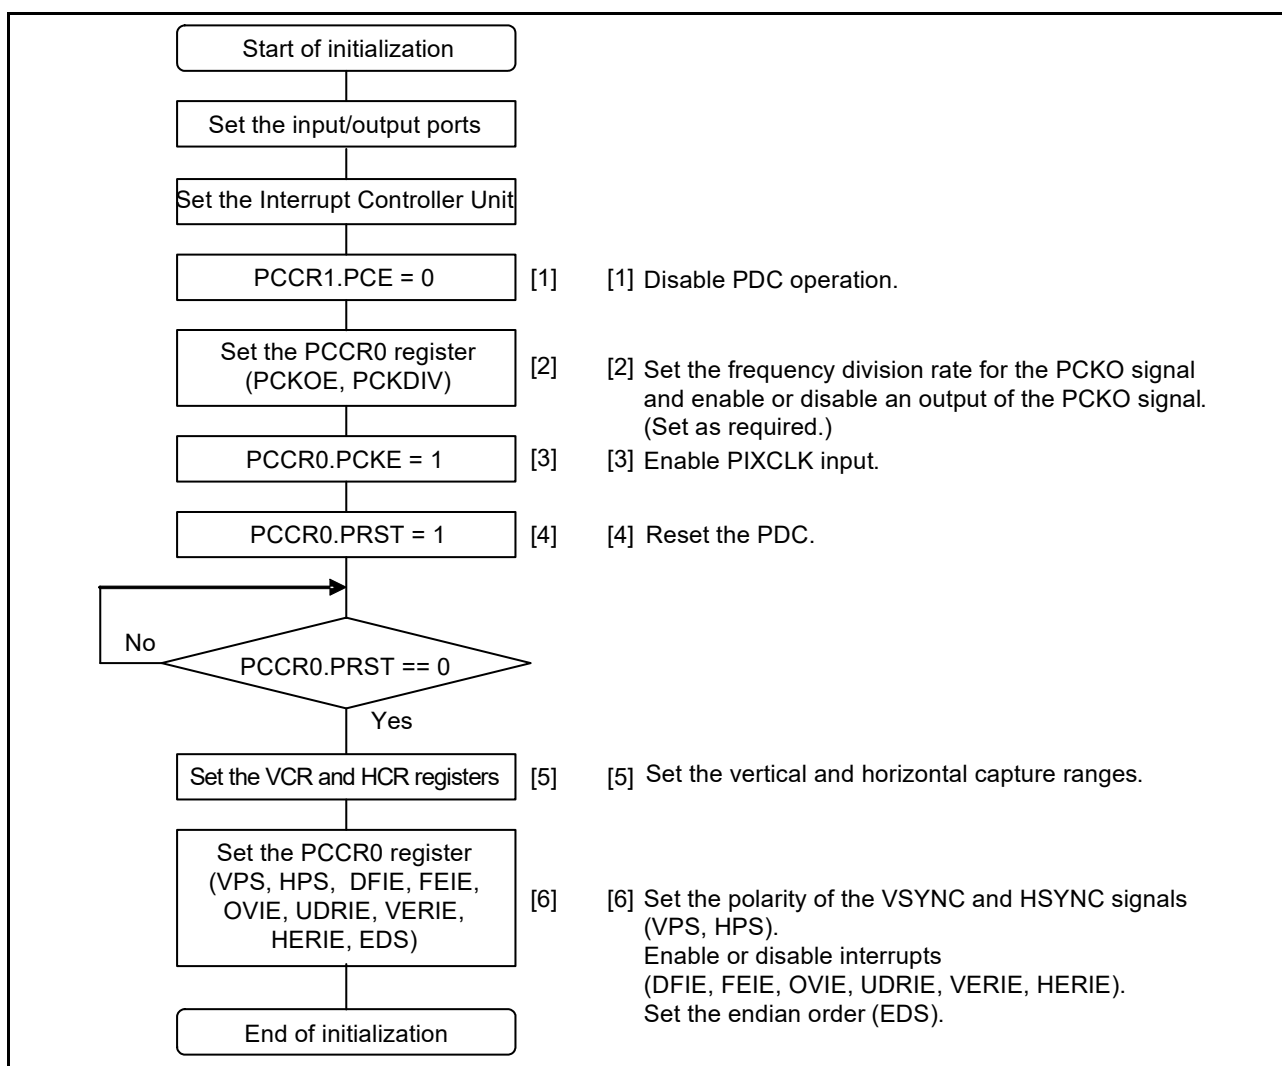 Start of initialization
Set the input/output ports
Set the Interrupt Controller Unit
PCCR1.PCE = 0 [1] [1] Disable PDC operation.
Set the PCCR0 register
(PCKOE, PCKDIV)
[2] [2] Set the frequency division rate for the PCKO signal
and enable or disable an output of the PCKO signal.
(Set as required.)
PCCR0.PCKE = 1 [3] [3] Enable PIXCLK input.
PCCR0.PRST = 1 [4] [4] Reset the PDC.
No
PCCR0.PRST == 0
Yes
Set the VCR and HCR registers [5] [5] Set the vertical and horizontal capture ranges.
Set the PCCR0 register
(VPS, HPS, DFIE, FEIE,
OVIE, UDRIE, VERIE,
HERIE, EDS)
[6] [6] Set the polarity of the VSYNC and HSYNC signals
(VPS, HPS).
Enable or disable interrupts
(DFIE, FEIE, OVIE, UDRIE, VERIE, HERIE).
Set the endian order (EDS).
End of initialization